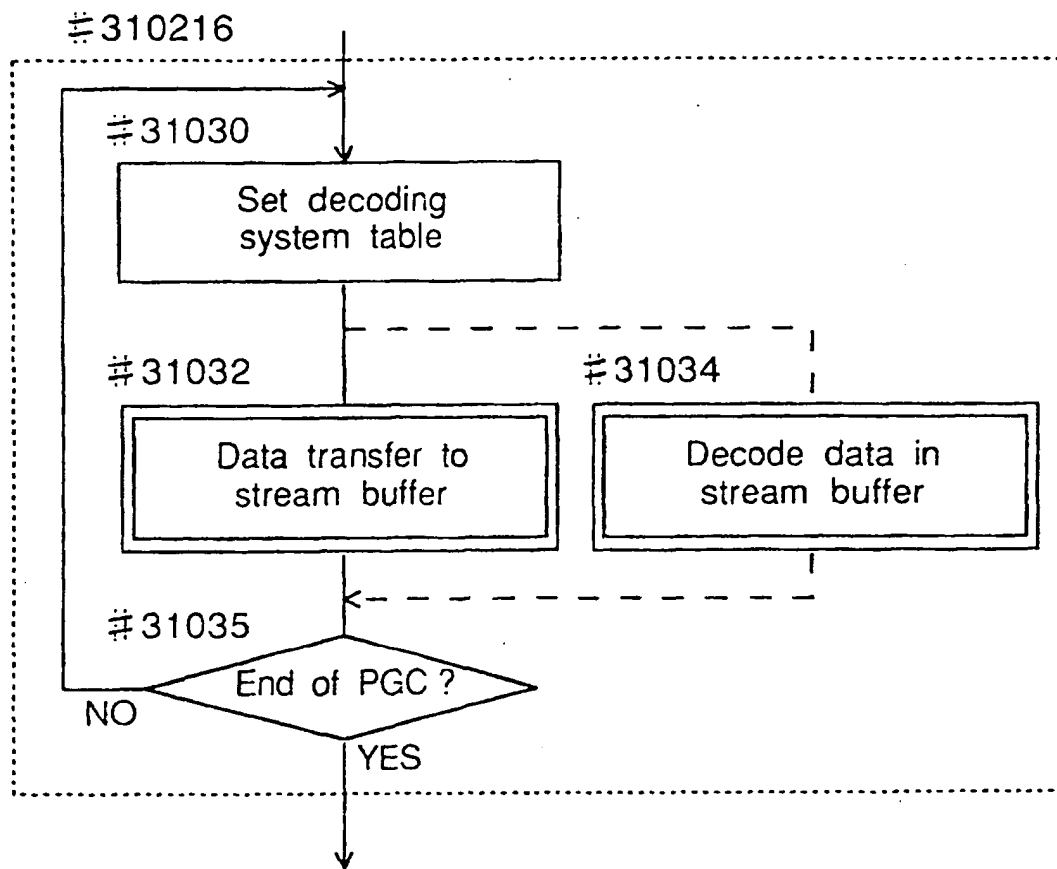 #310216
#31030
Set decoding
system table
#31032
#31034
Data transfer to
stream buffer
Decode data in
stream buffer
#31035
End of PGC ?
NO
YES